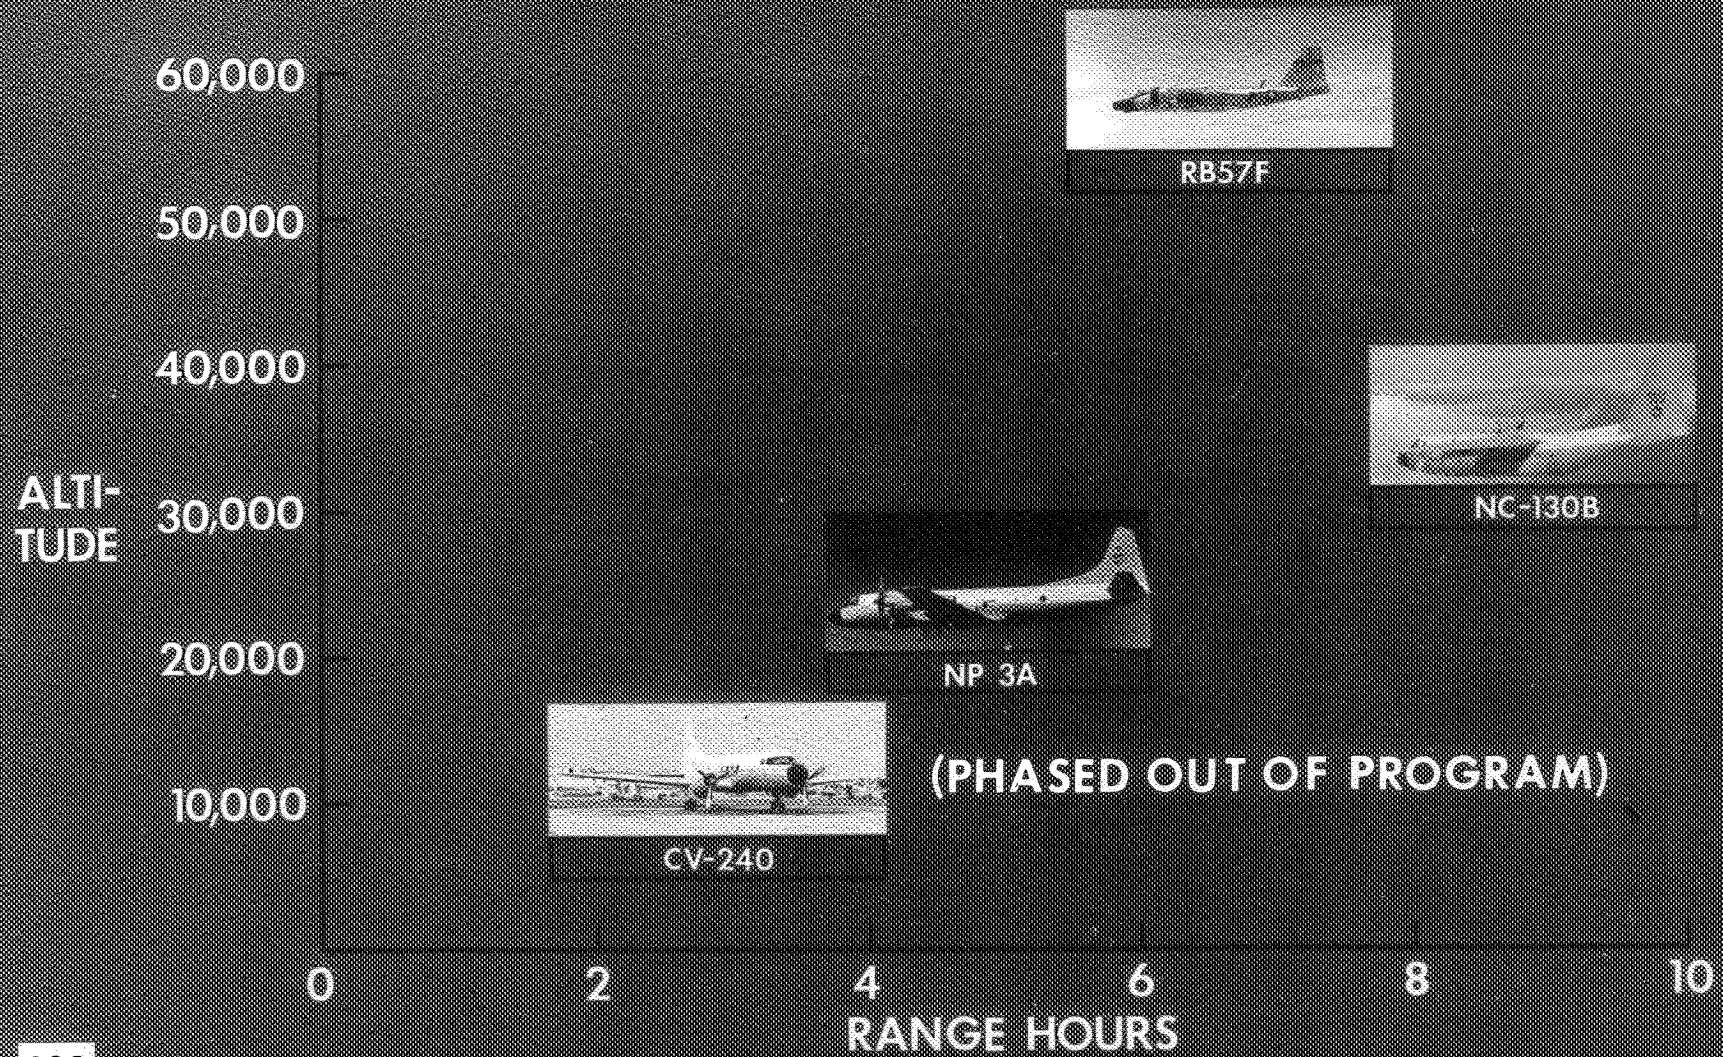 60,000
RB57F
50,000
40,000
NC-130B
ALTI-
TUDE
30,000
20,000
NP 3A
(PHASED OUT OF PROGRAM)
10,000
CV-240
0 2 4 6 8 10
RANGE HOURS